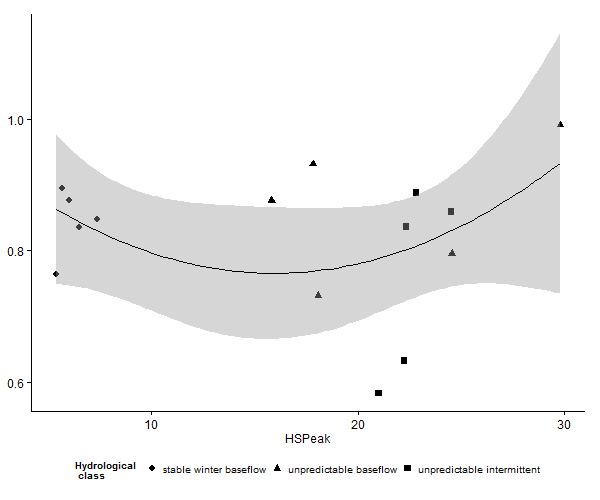 1.0
0.8
0.6
10 20 30
HSPeak
Hydrological
class
stable winter baseflow unpredictable baseflow unpredictable intermittent